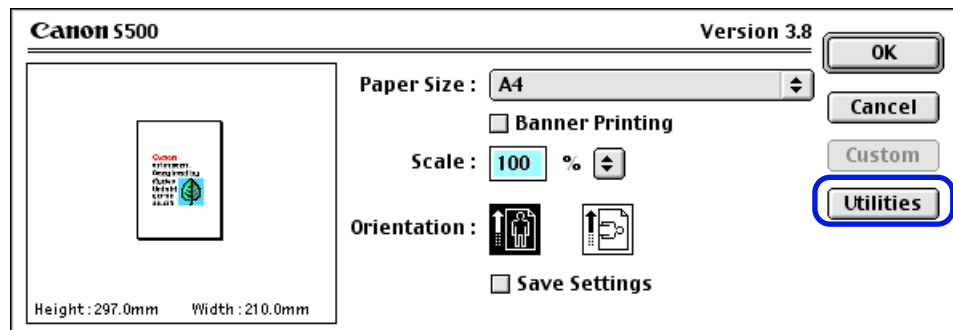 Canon S500
Version 3.8
OK
Paper Size : A4
Cancel
Banner Printing
Custom
Scale : 100 %
Utilities
Orientation :
Save Settings
Canon
Height : 297.0mm Width : 210.0mm